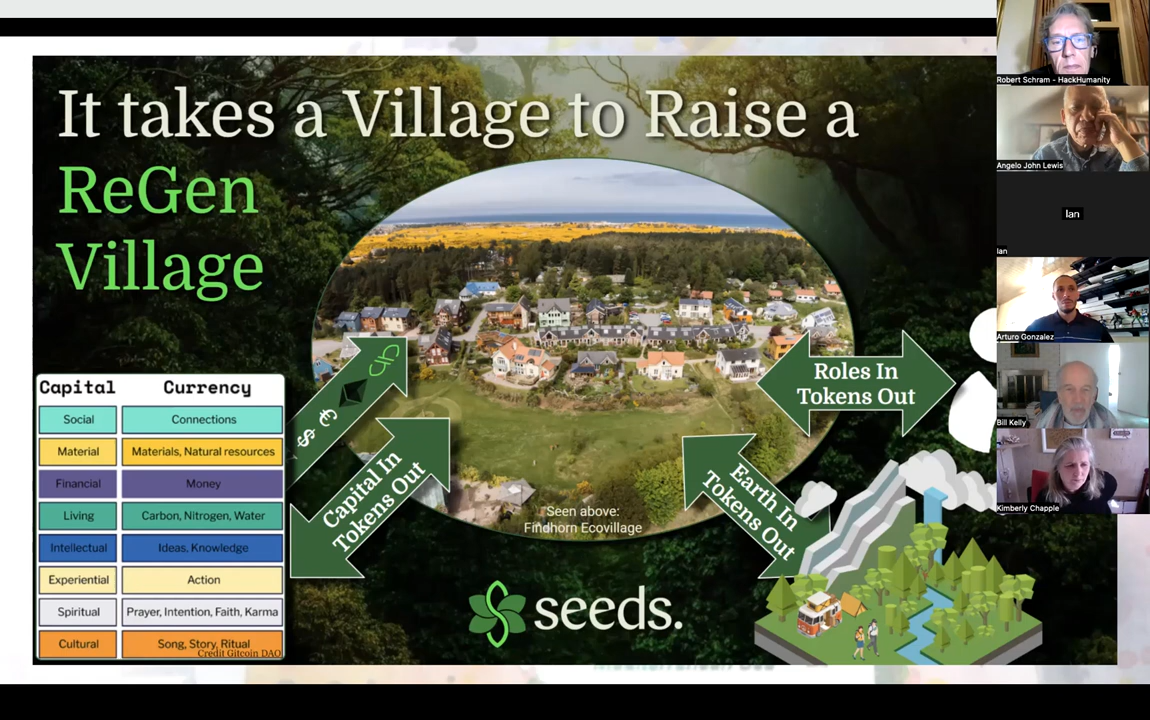 It takes a Village to Raise a
ReGen
Village
Capital Currency
Social Connections
Material Materials, Natural resources
Financial Money
Living Carbon, Nitrogen, Water
Intellectual Ideas. Knowledge
Experiential Action
Spiritual Prayer, Intention, Faith, Karma
Cultural Song, Story, Ritual
Credit Gitcoin DAO
$ €
Capital In
Tokens Out
Roles In
Tokens Out
Earth In
Tokens Out
Seen above:
Findhorn Ecovillage
seeds.
Robert Schram - HackHumanity
Angelo John Lewis
Ian
Ian
Arturo Gonzalez
Bill Kelly
Kimberly Chapple